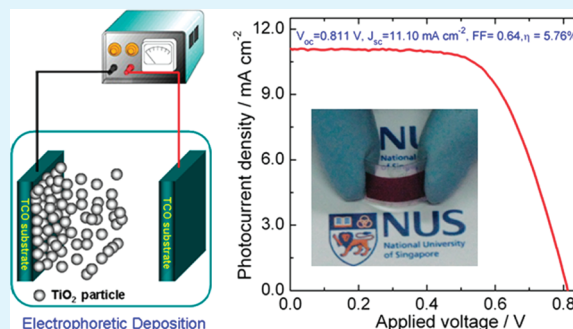 TCO substrate
TCO substrate
TiO₂ particle
Electrophoretic Deposition
Photocurrent density / mA cm⁻²
12.0
9.0
6.0
3.0
0.0
V_oc=0.811 V, J_sc=11.10 mA cm⁻², FF= 0.64,η = 5.76%
NUS
National University
of Singapore
NUS
National University
of Singapore
0.0 0.2 0.4 0.6 0.8
Applied voltage / V